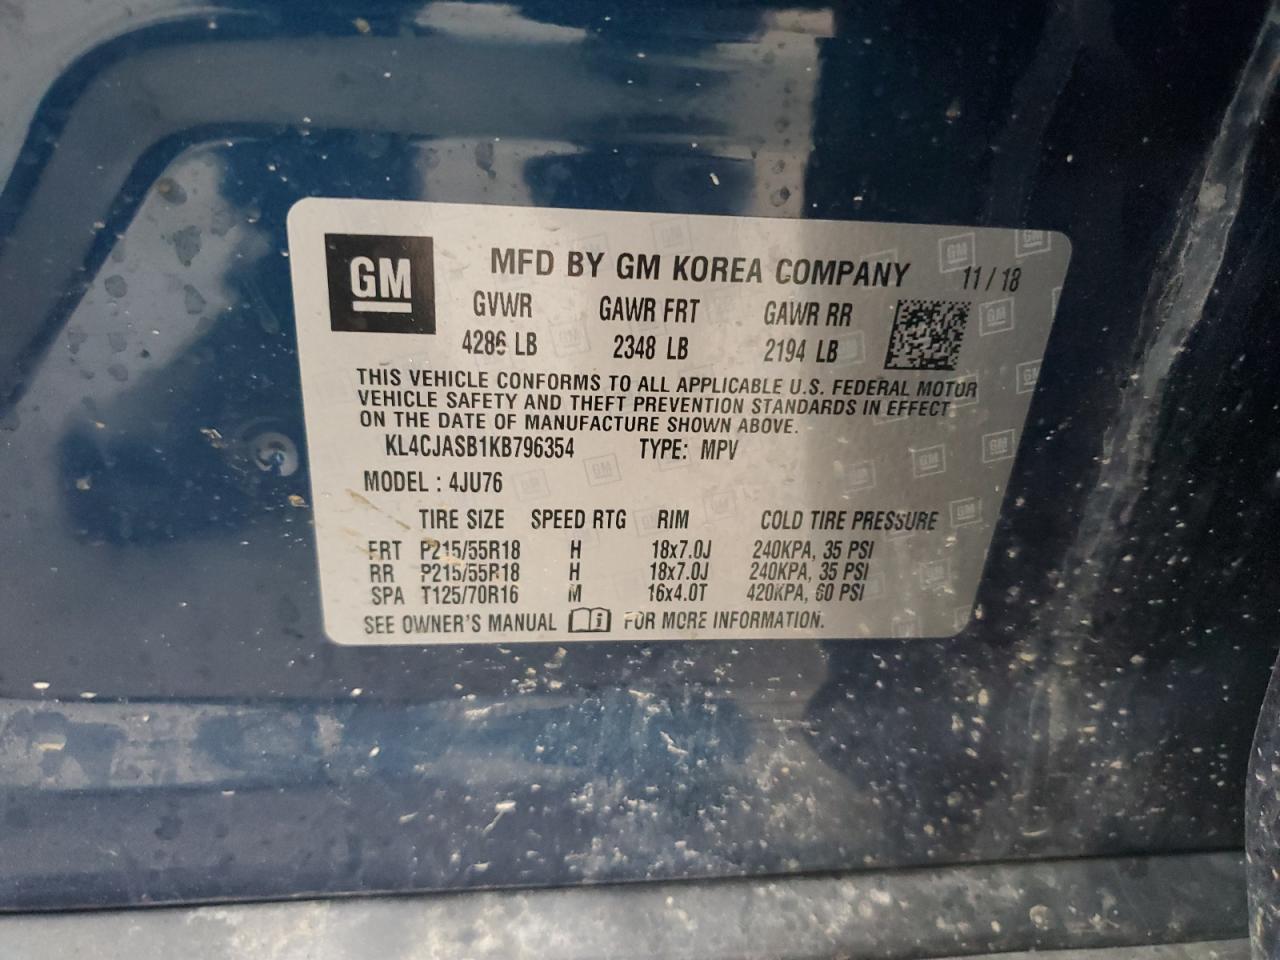 GM
MFD BY GM KOREA COMPANY 11 / 18
GVWR GAWR FRT GAWR RR
4286 LB 2348 LB 2194 LB
THIS VEHICLE CONFORMS TO ALL APPLICABLE U.S. FEDERAL MOTOR
VEHICLE SAFETY AND THEFT PREVENTION STANDARDS IN EFFECT
ON THE DATE OF MANUFACTURE SHOWN ABOVE.
KL4CJASB1KB796354 TYPE: MPV
MODEL : 4JU76
TIRE SIZE SPEED RTG RIM COLD TIRE PRESSURE
FRT P215/55R18 H 18x7.0J 240KPA, 35 PSI
RR P215/55R18 H 18x7.0J 240KPA, 35 PSI
SPA T125/70R16 M 16x4.0T 420KPA, 60 PSI
SEE OWNER'S MANUAL i FOR MORE INFORMATION.